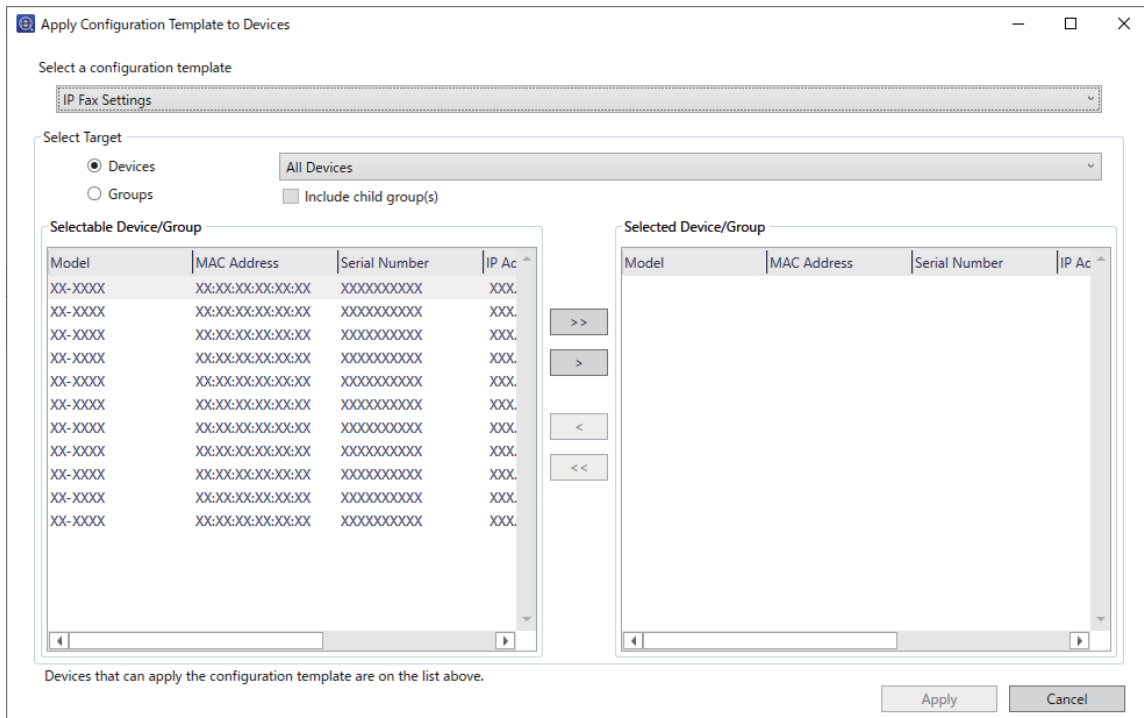 Apply Configuration Template to Devices
Select a configuration template
IP Fax Settings
Select Target
Devices
All Devices
Groups
Include child group(s)
Selectable Device/Group
Selected Device/Group
Model MAC Address Serial Number IP Ac
Model MAC Address Serial Number IP Ac
XX-XXXX XX:XX:XX:XX:XX:XX XXXXXXXXXX XXX.
XX-XXXX XX:XX:XX:XX:XX:XX XXXXXXXXXX XXX.
XX-XXXX XX:XX:XX:XX:XX:XX XXXXXXXXXX XXX.
XX-XXXX XX:XX:XX:XX:XX:XX XXXXXXXXXX XXX.
XX-XXXX XX:XX:XX:XX:XX:XX XXXXXXXXXX XXX.
XX-XXXX XX:XX:XX:XX:XX:XX XXXXXXXXXX XXX.
XX-XXXX XX:XX:XX:XX:XX:XX XXXXXXXXXX XXX.
XX-XXXX XX:XX:XX:XX:XX:XX XXXXXXXXXX XXX.
XX-XXXX XX:XX:XX:XX:XX:XX XXXXXXXXXX XXX.
XX-XXXX XX:XX:XX:XX:XX:XX XXXXXXXXXX XXX.
XX-XXXX XX:XX:XX:XX:XX:XX XXXXXXXXXX XXX.
>>
>
<
<<
Devices that can apply the configuration template are on the list above.
Apply
Cancel